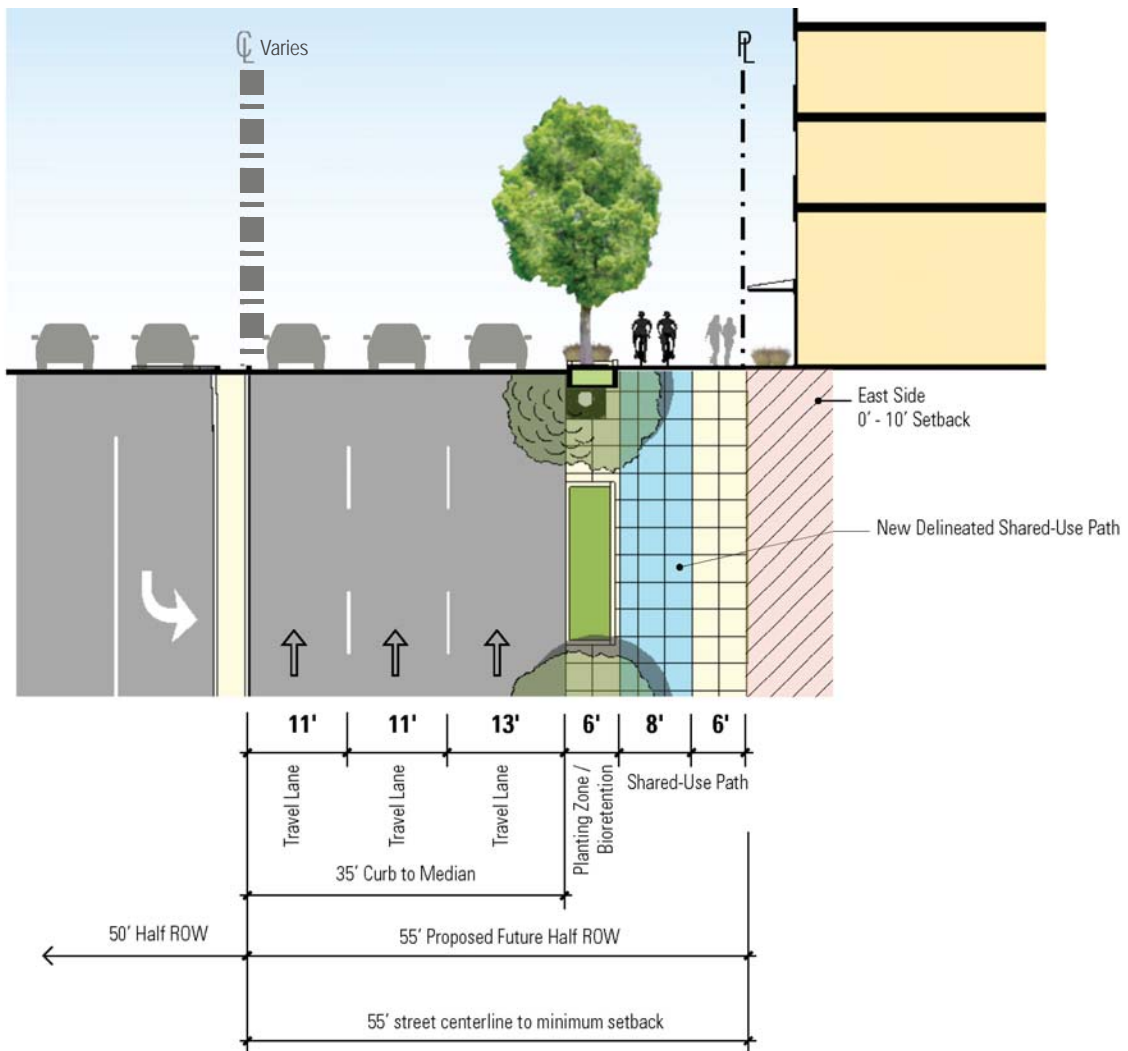 CL Varies
PL
East Side
0' - 10' Setback
New Delineated Shared-Use Path
11'
11'
13'
6'
8'
6'
Travel Lane
Travel Lane
Travel Lane
Planting Zone /
Bioretention
Shared-Use Path
35' Curb to Median
50' Half ROW
55' Proposed Future Half ROW
55' street centerline to minimum setback